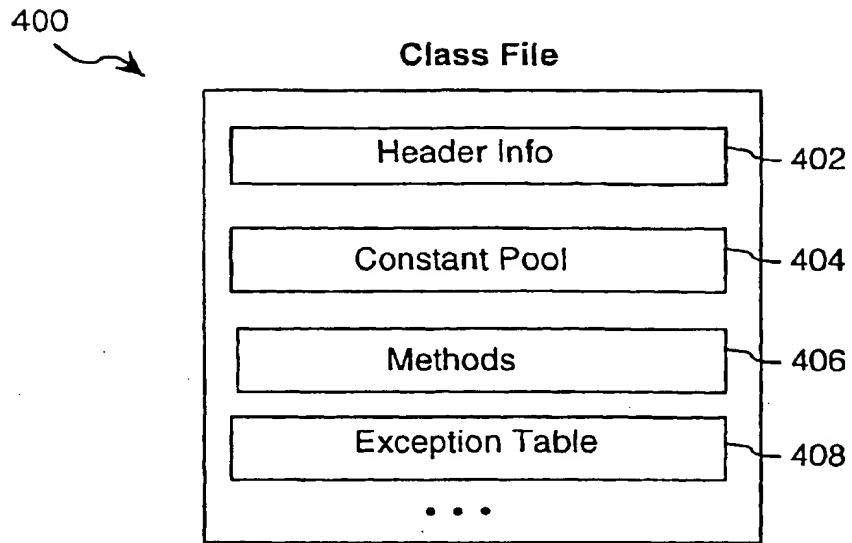 400
Class File
Header Info
402
Constant Pool
404
Methods
406
Exception Table
408
• • •